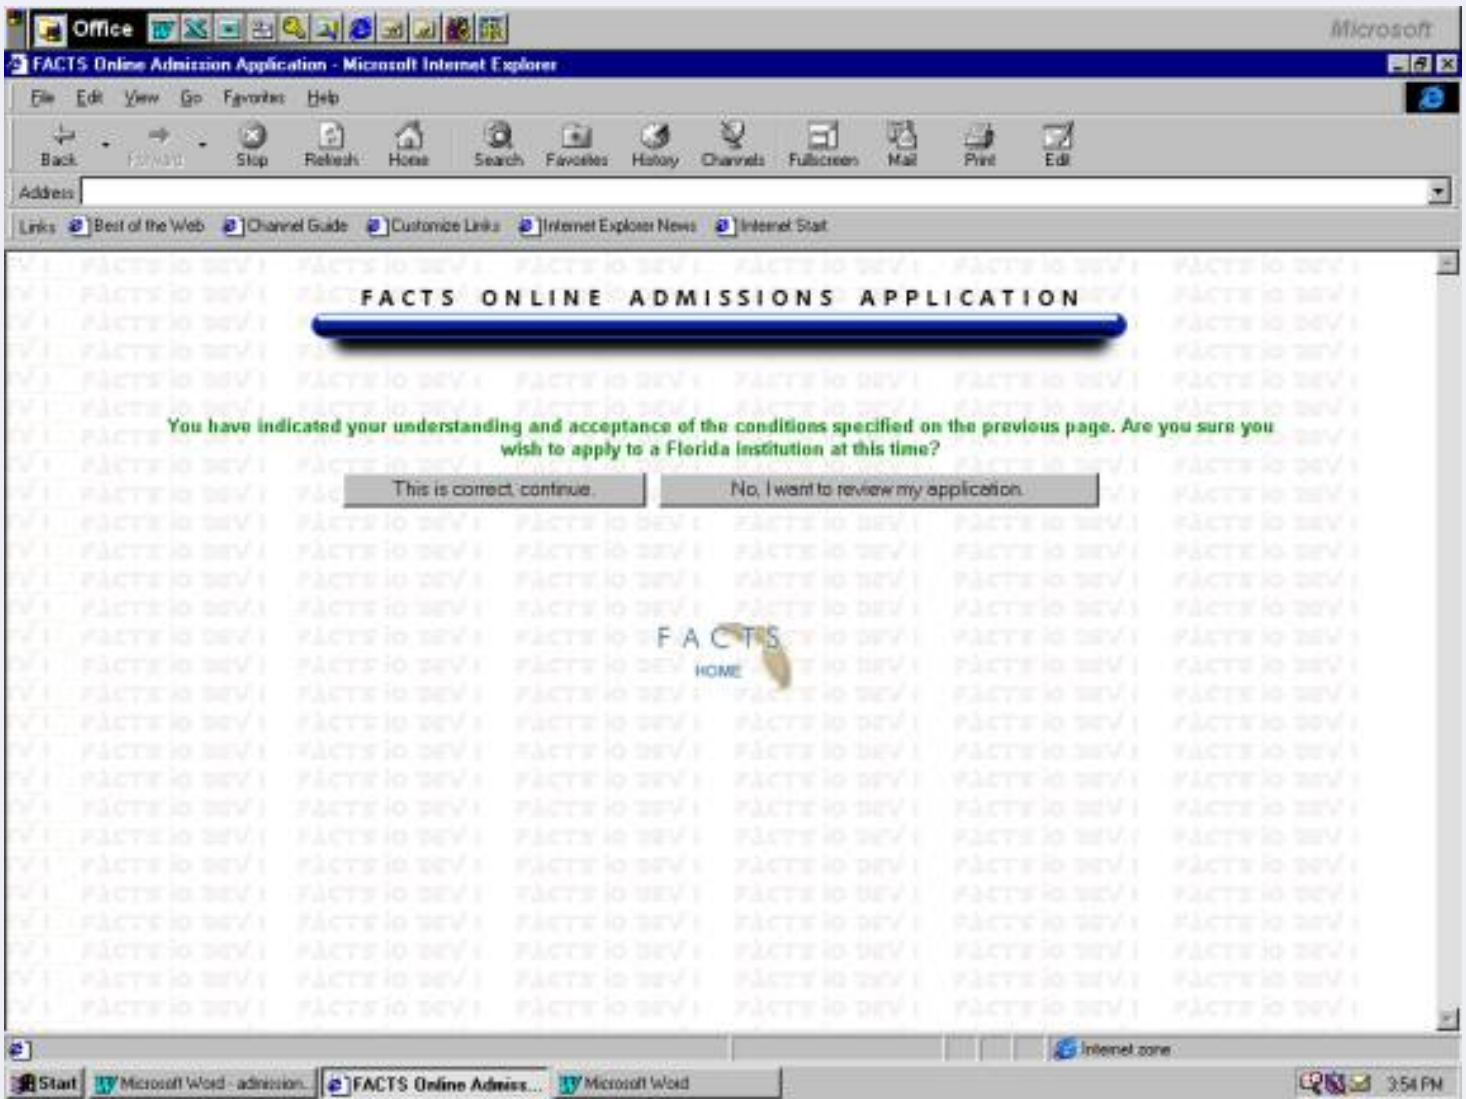 Office
Microsoft
FACTS Online Admission Application - Microsoft Internet Explorer
File Edit View Go Favorites Help
Back Forward Stop Refresh Home Search Favorites History Channels Fullscreen Mail Print Edit
Address
Links Best of the Web Channel Guide Customize Links Internet Explorer News Internet Start
FACTS ONLINE ADMISSIONS APPLICATION
You have indicated your understanding and acceptance of the conditions specified on the previous page. Are you sure you
wish to apply to a Florida institution at this time?
This is correct, continue. No, I want to review my application.
FACTS
HOME
Internet zone
Start Microsoft Word - admission... FACTS Online Admiss... Microsoft Word 3:54 PM